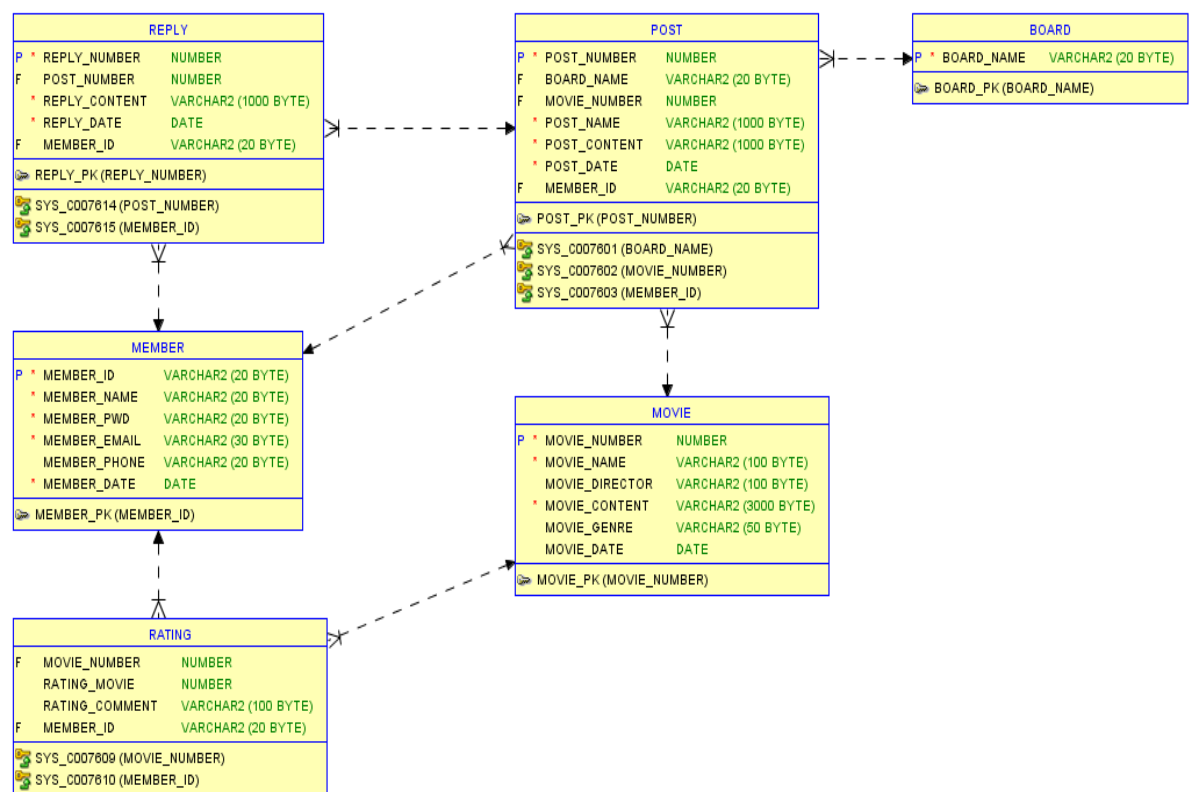 REPLY
P * REPLY_NUMBER NUMBER
F POST_NUMBER NUMBER
* REPLY_CONTENT VARCHAR2 (1000 BYTE)
* REPLY_DATE DATE
F MEMBER_ID VARCHAR2 (20 BYTE)
REPLY_PK (REPLY_NUMBER)
SYS_C007614 (POST_NUMBER)
SYS_C007615 (MEMBER_ID)
POST
P * POST_NUMBER NUMBER
F BOARD_NAME VARCHAR2 (20 BYTE)
F MOVIE_NUMBER NUMBER
* POST_NAME VARCHAR2 (1000 BYTE)
* POST_CONTENT VARCHAR2 (1000 BYTE)
* POST_DATE DATE
F MEMBER_ID VARCHAR2 (20 BYTE)
POST_PK (POST_NUMBER)
SYS_C007601 (BOARD_NAME)
SYS_C007602 (MOVIE_NUMBER)
SYS_C007603 (MEMBER_ID)
BOARD
P * BOARD_NAME VARCHAR2 (20 BYTE)
BOARD_PK (BOARD_NAME)
MEMBER
P * MEMBER_ID VARCHAR2 (20 BYTE)
* MEMBER_NAME VARCHAR2 (20 BYTE)
* MEMBER_PWD VARCHAR2 (20 BYTE)
* MEMBER_EMAIL VARCHAR2 (30 BYTE)
MEMBER_PHONE VARCHAR2 (20 BYTE)
* MEMBER_DATE DATE
MEMBER_PK (MEMBER_ID)
MOVIE
P * MOVIE_NUMBER NUMBER
* MOVIE_NAME VARCHAR2 (100 BYTE)
MOVIE_DIRECTOR VARCHAR2 (100 BYTE)
* MOVIE_CONTENT VARCHAR2 (3000 BYTE)
MOVIE_GENRE VARCHAR2 (50 BYTE)
MOVIE_DATE DATE
MOVIE_PK (MOVIE_NUMBER)
RATING
F MOVIE_NUMBER NUMBER
RATING_MOVIE NUMBER
RATING_COMMENT VARCHAR2 (100 BYTE)
F MEMBER_ID VARCHAR2 (20 BYTE)
SYS_C007609 (MOVIE_NUMBER)
SYS_C007610 (MEMBER_ID)